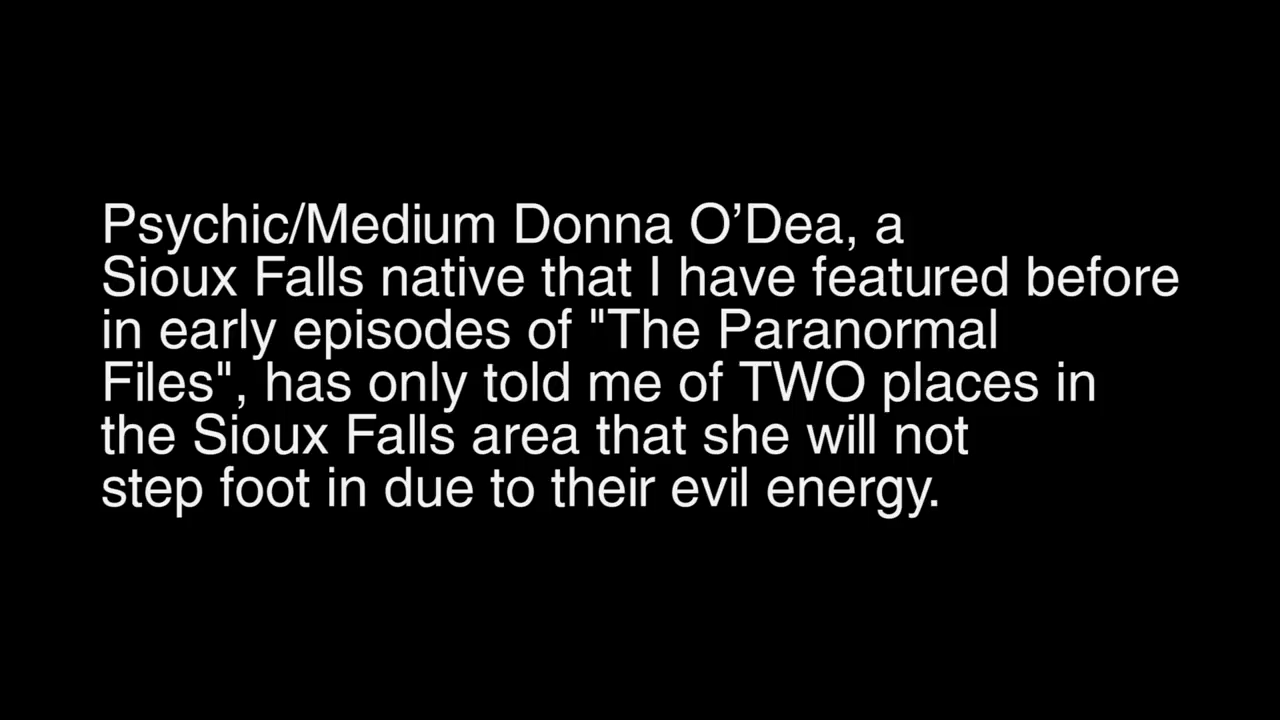 Psychic/Medium Donna O’Dea, a
Sioux Falls native that I have featured before
in early episodes of "The Paranormal
Files", has only told me of TWO places in
the Sioux Falls area that she will not
step foot in due to their evil energy.